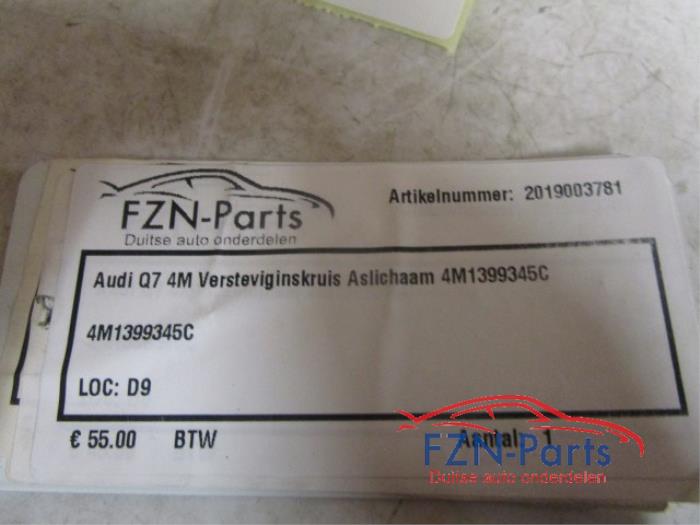 FZN-Parts
Duitse auto onderdelen
Artikelnummer: 2019003781
Audi Q7 4M Versteviginskruis Aslichaam 4M1399345C
4M1399345C
LOC: D9
€ 55.00 BTW Aantal: 1
FZN-Parts
Duitse auto onderdelen